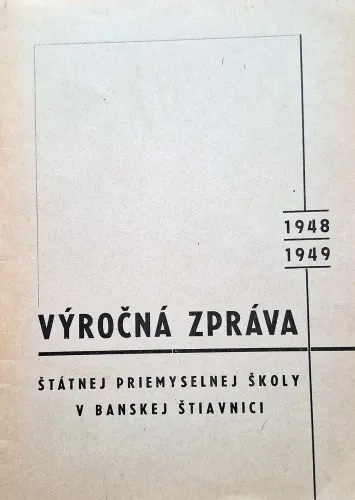 1948
1949
VÝROČNÁ ZPRÁVA
ŠTÁTNEJ PRIEMYSELNEJ ŠKOLY
V BANSKEJ ŠTIAVNICI